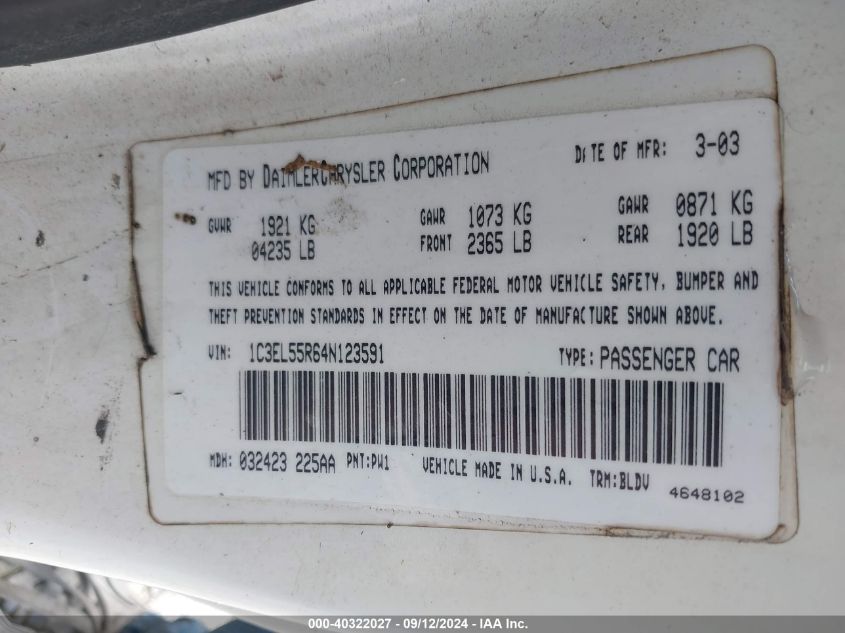 MFD BY DAIMLERCHRYSLER CORPORATION DATE OF MFR: 3-03
GVWR 1921 KG GAWR 1073 KG GAWR 0871 KG
04235 LB FRONT 2365 LB REAR 1920 LB
THIS VEHICLE CONFORMS TO ALL APPLICABLE FEDERAL MOTOR VEHICLE SAFETY, BUMPER AND
THEFT PREVENTION STANDARDS IN EFFECT ON THE DATE OF MANUFACTURE SHOWN ABOVE.
VIN: 1C3EL55R64N123591 TYPE: PASSENGER CAR
MDH: 032423 225AA PNT:PW1 VEHICLE MADE IN U.S.A. TRM:BLDV 4648102
000-40322027 - 09/12/2024 - IAA Inc.